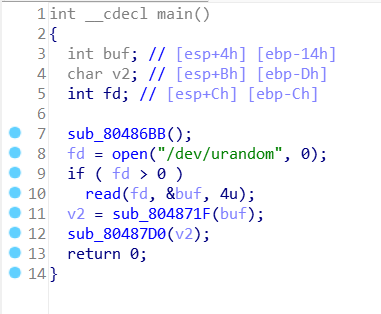 1 int __cdecl main()
2 {
3   int buf; // [esp+4h] [ebp-14h]
4   char v2; // [esp+Bh] [ebp-Dh]
5   int fd; // [esp+Ch] [ebp-Ch]
6
7   sub_80486BB();
8   fd = open("/dev/urandom", 0);
9   if ( fd > 0 )
10     read(fd, &buf, 4u);
11   v2 = sub_804871F(buf);
12   sub_80487D0(v2);
13   return 0;
14 }